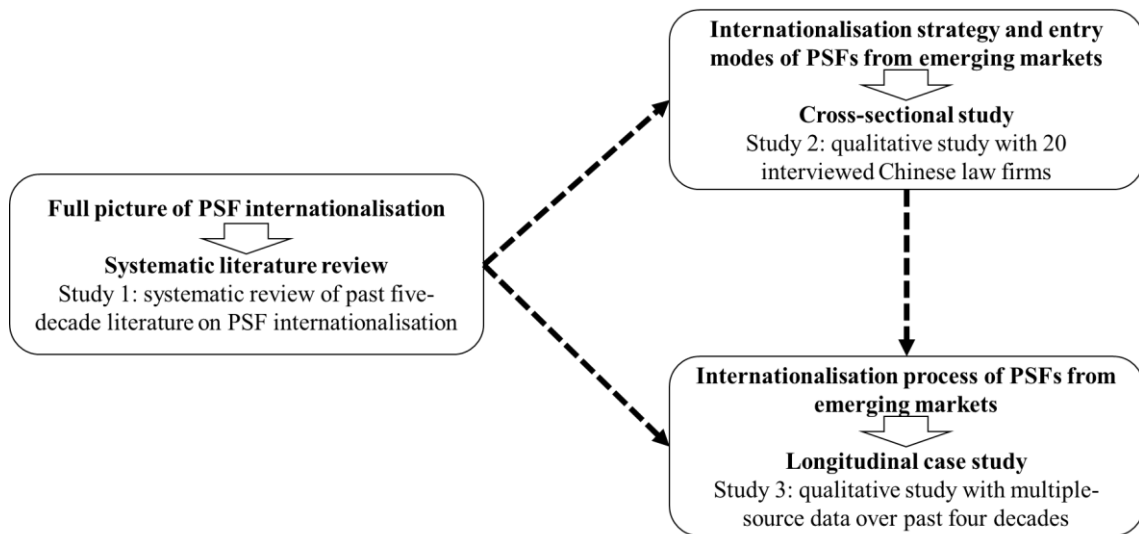 Full picture of PSF internationalisation
Systematic literature review
Study 1: systematic review of past five-
decade literature on PSF internationalisation
Internationalisation strategy and entry
modes of PSFs from emerging markets
Cross-sectional study
Study 2: qualitative study with 20
interviewed Chinese law firms
Internationalisation process of PSFs from
emerging markets
Longitudinal case study
Study 3: qualitative study with multiple-
source data over past four decades